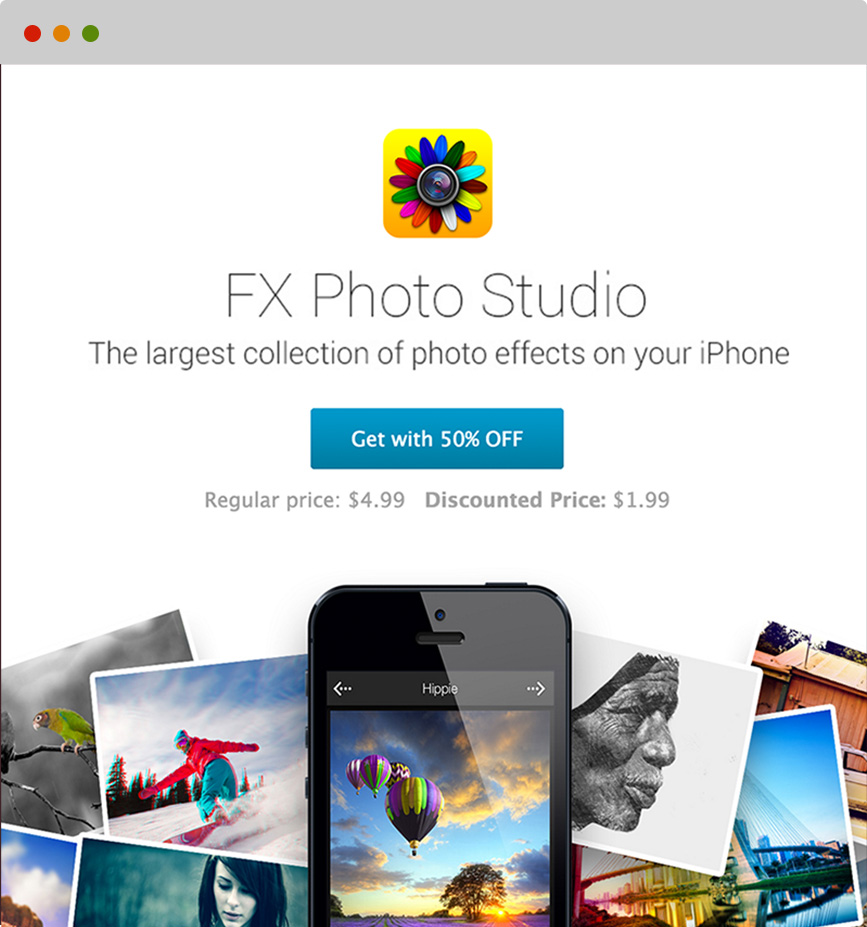 FX Photo Studio
The largest collection of photo effects on your iPhone
Get with 50% OFF
Regular price: $4.99 Discounted Price: $1.99
Hippie